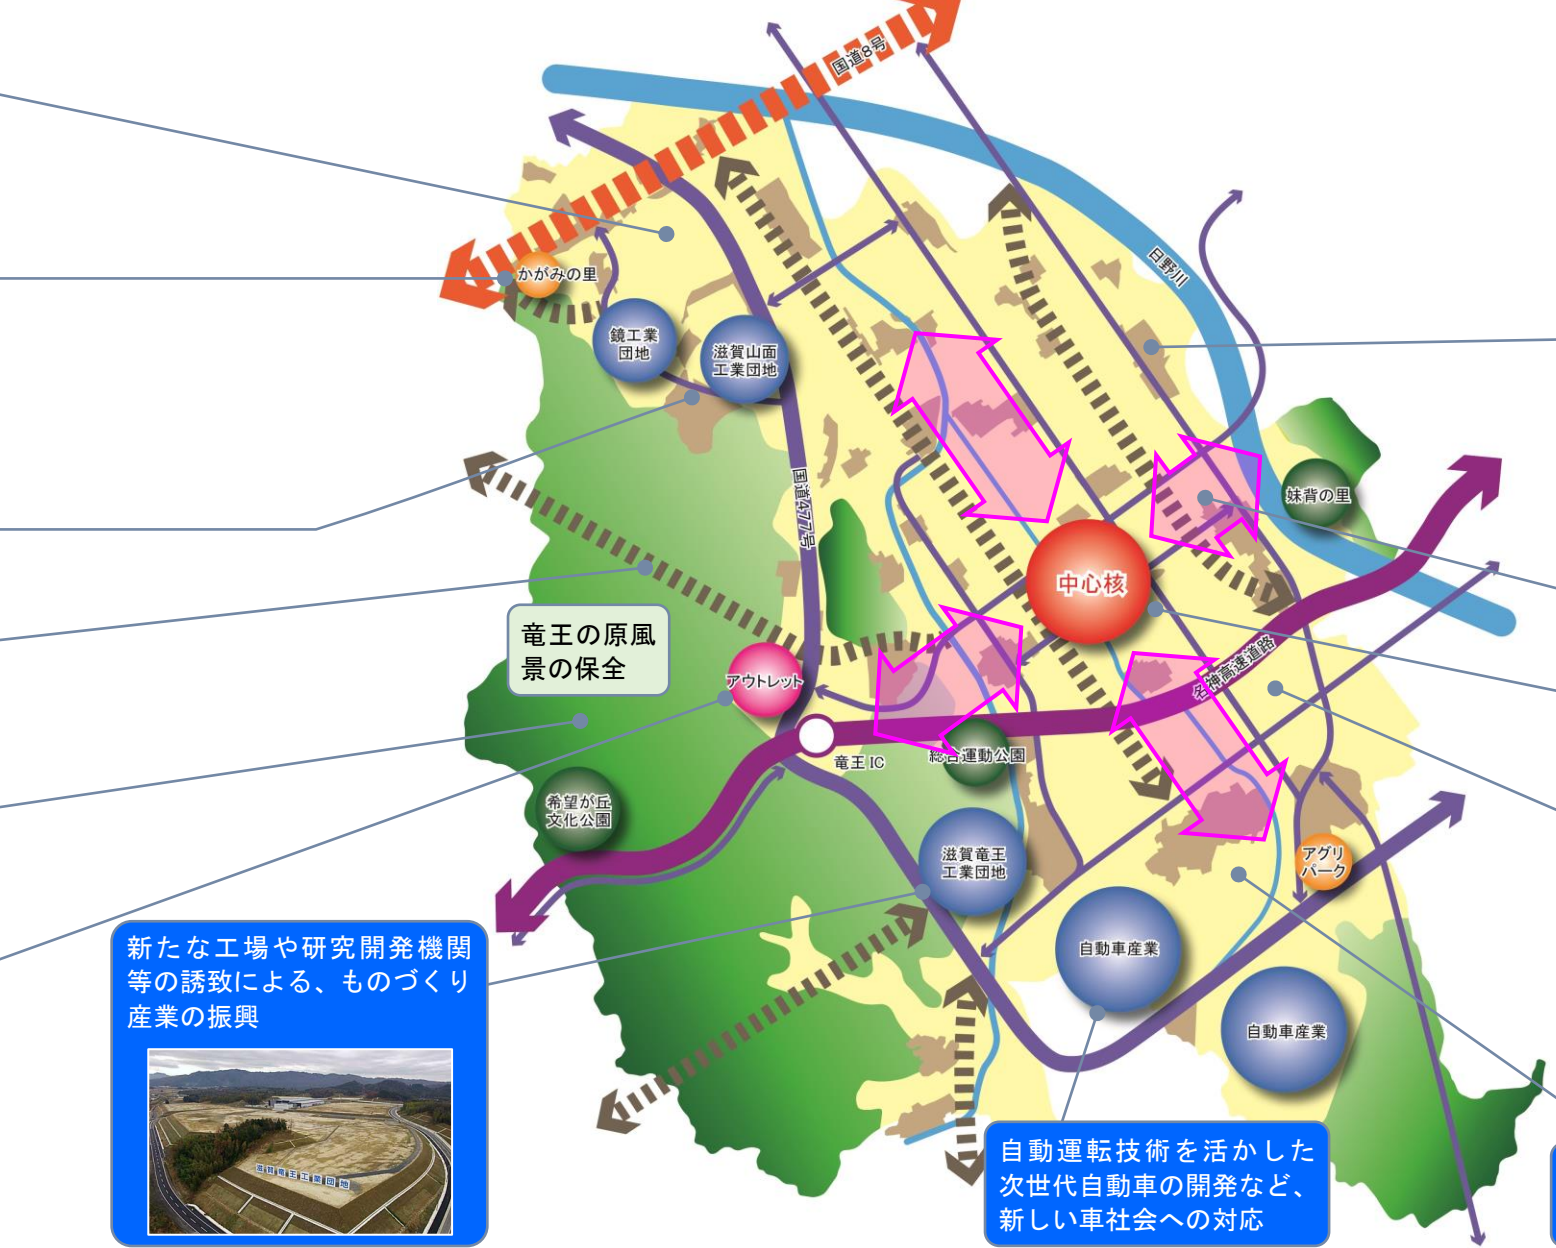 国道8号
日野川
かがみの里
鏡工業
団地
滋賀山面
工業団地
国道477号
妹背の里
中心核
竜王の原風
景の保全
アウトレット
名神高速道路
竜王IC
総合運動公園
希望が丘
文化公園
滋賀竜王
工業団地
アグリ
パーク
自動車産業
自動車産業
新たな工場や研究開発機関
等の誘致による、ものづくり
産業の振興
滋賀竜王工業団地
自動運転技術を活かした
次世代自動車の開発など、
新しい車社会への対応